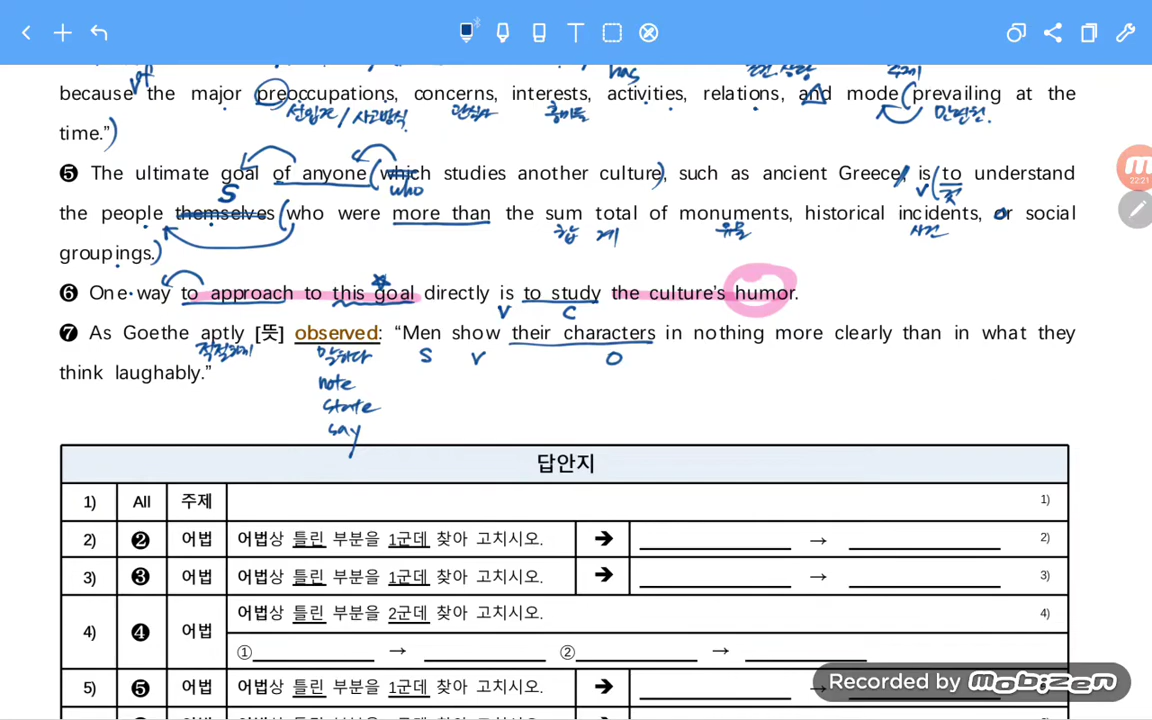 of
has
because the major preoccupations, concerns, interests, activities, relations, and mode prevailing at the
선입견 / 사고방식 관심사 흥미들 만연된.
time.”)
❺ The ultimate goal of anyone which studies another culture, such as ancient Greece, is to understand
S who v 것
the people themselves who were more than the sum total of monuments, historical incidents, or social
합 계 유물 사건
groupings.)
❻ One way to approach to this goal directly is to study the culture’s humor.
V C
❼ As Goethe aptly [뜻] observed: “Men show their characters in nothing more clearly than in what they
적절하게 말하다 S V O
think laughably.”
note
state
say
답안지
1) All 주제 1)
2) ❷ 어법 어법상 틀린 부분을 1군데 찾아 고치시오. ➔ → 2)
3) ❸ 어법 어법상 틀린 부분을 1군데 찾아 고치시오. ➔ → 3)
4) ❹ 어법 어법상 틀린 부분을 2군데 찾아 고치시오. 4)
① → ② →
5) ❺ 어법 어법상 틀린 부분을 1군데 찾아 고치시오. ➔ →
22:21
Recorded by mobizen